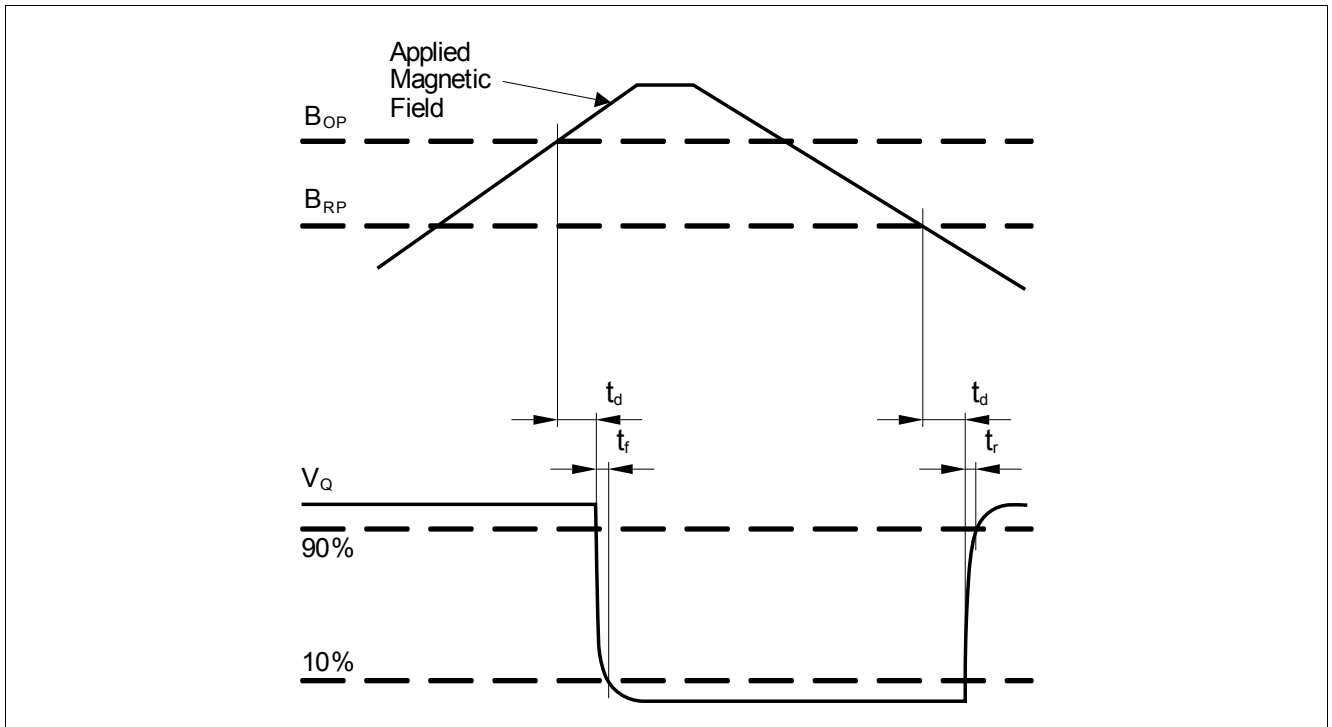 Applied
Magnetic
Field
B_OP
B_RP
t_d
t_d
t_f
t_r
V_Q
90%
10%